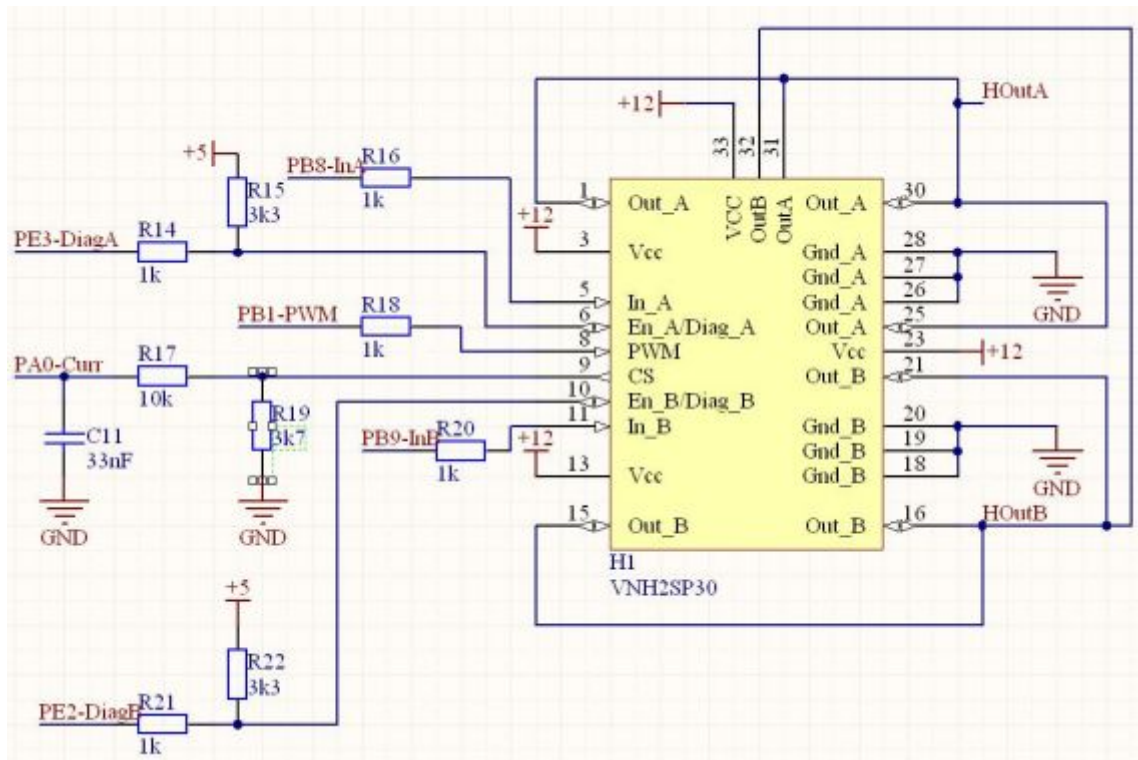 HOutA
+12
33
32
31
+5
PB8-InA
R16
1k
R15
3k3
1
Out_A
VCC
OutB
OutA
Out_A
30
+12
PE3-DiagA
R14
1k
3
Vcc
Gnd_A
28
Gnd_A
27
5
In_A
Gnd_A
26
GND
PB1-PWM
R18
1k
6
En_A/Diag_A
Out_A
25
8
PWM
Vcc
23
+12
PA0-Curr
R17
10k
9
CS
Out_B
21
10
En_B/Diag_B
R19
3k7
11
In_B
Gnd_B
20
C11
33nF
PB9-InB
R20
1k
+12
Gnd_B
19
13
Vcc
Gnd_B
18
GND
GND
GND
15
Out_B
Out_B
16
HOutB
H1
VNH2SP30
+5
R22
3k3
PE2-DiagB
R21
1k